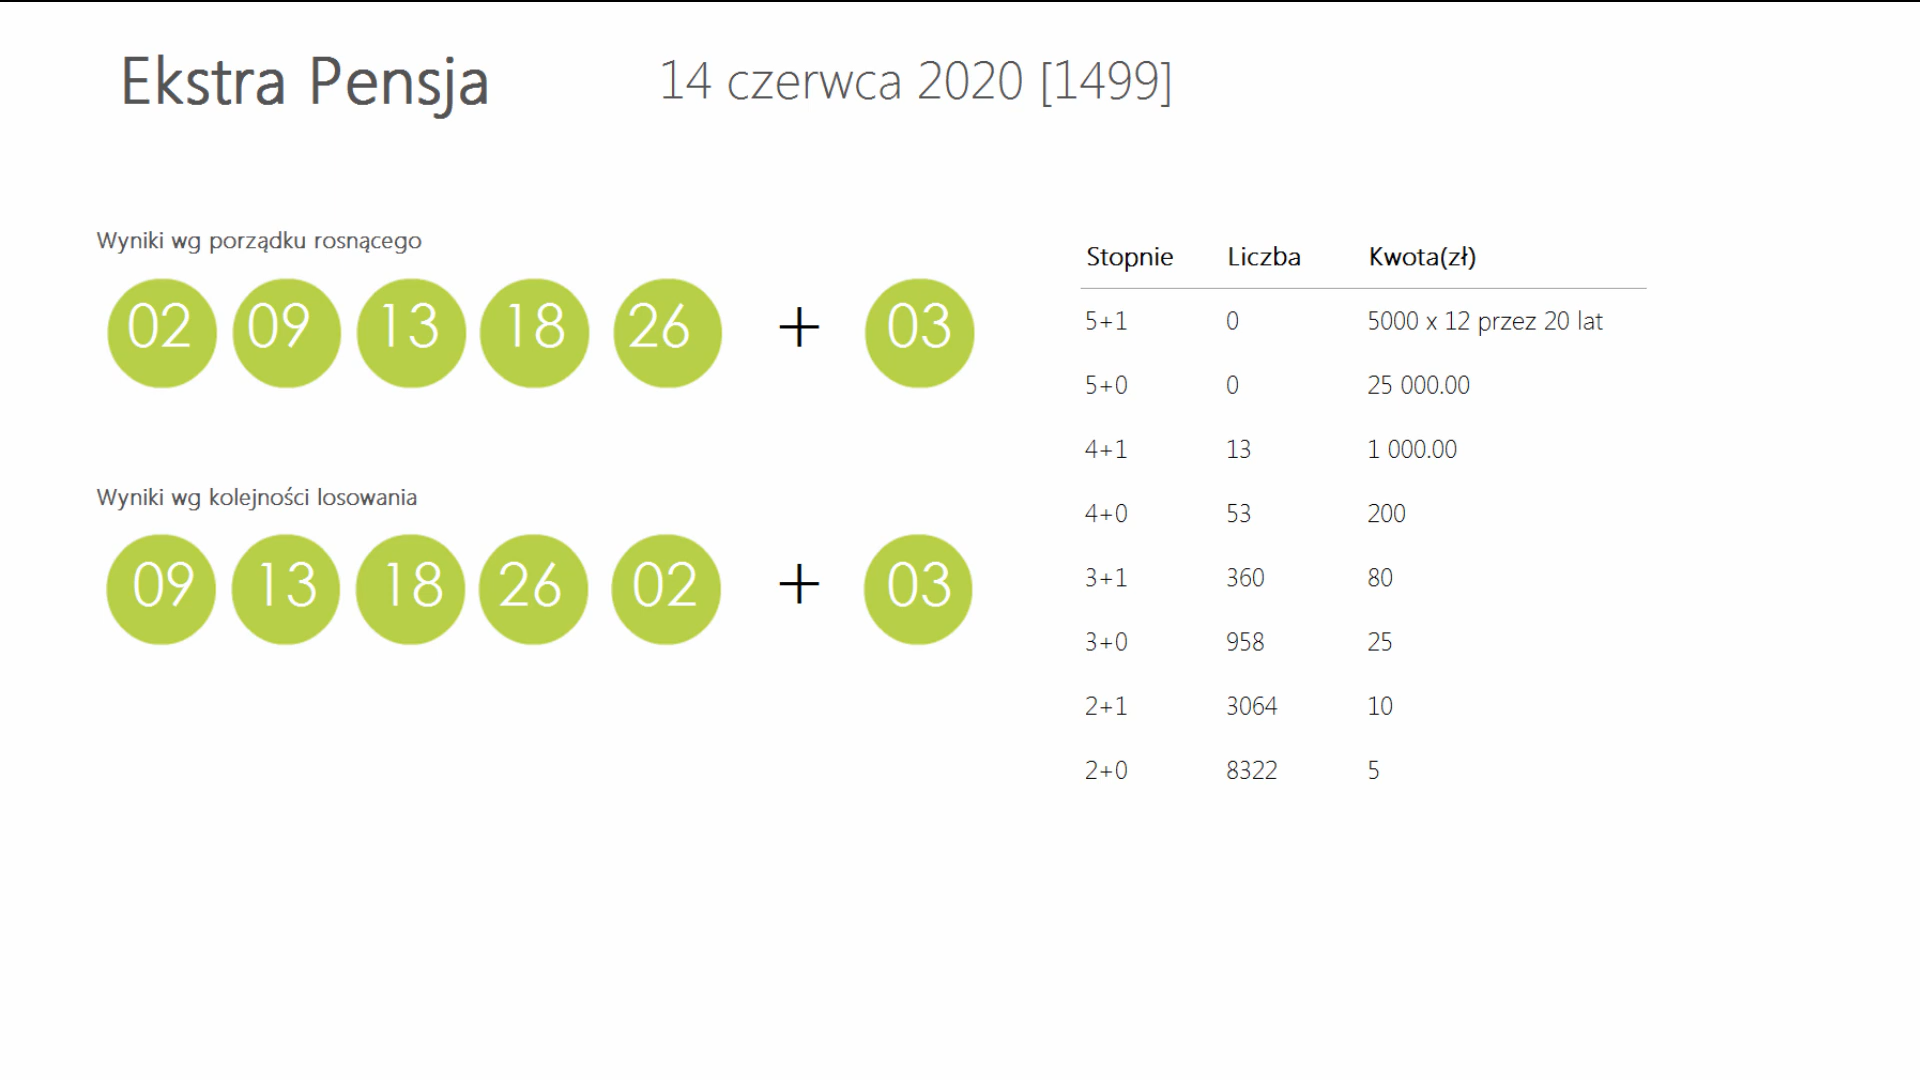 Ekstra Pensja 14 czerwca 2020 [1499]
Wyniki wg porządku rosnącego
02 09 13 18 26 + 03
Wyniki wg kolejności losowania
09 13 18 26 02 + 03
Stopnie Liczba Kwota(zł)
5+1 0 5000 x 12 przez 20 lat
5+0 0 25 000.00
4+1 13 1 000.00
4+0 53 200
3+1 360 80
3+0 958 25
2+1 3064 10
2+0 8322 5